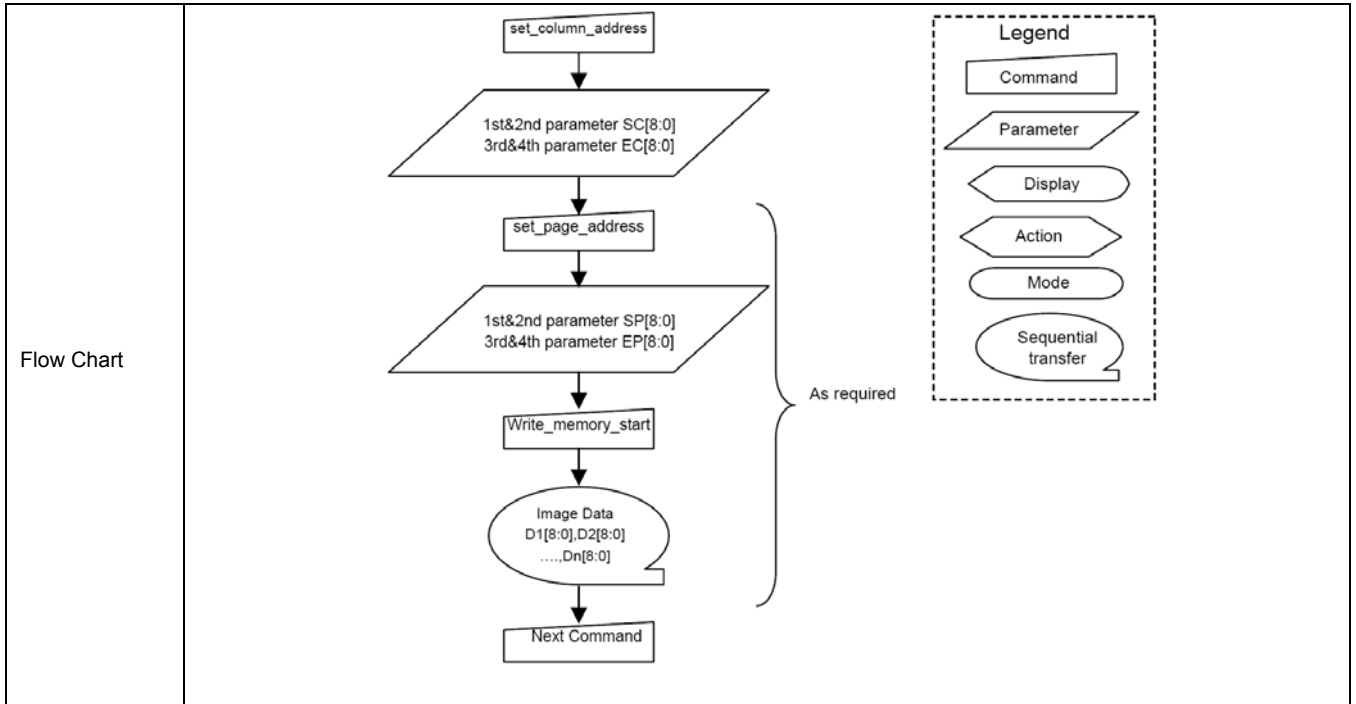 Flow Chart
set_column_address
1st&2nd parameter SC[8:0]
3rd&4th parameter EC[8:0]
set_page_address
1st&2nd parameter SP[8:0]
3rd&4th parameter EP[8:0]
Write_memory_start
Image Data
D1[8:0],D2[8:0]
....,Dn[8:0]
Next Command
As required
Legend
Command
Parameter
Display
Action
Mode
Sequential
transfer